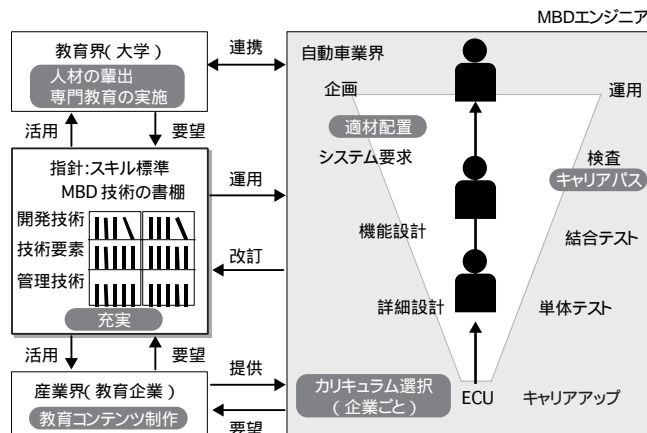 MBDエンジニア
教育界(大学)
人材の輩出
専門教育の実施
連携
自動車業界
企画
運用
活用
要望
適材配置
指針:スキル標準
MBD技術の書棚
運用
システム要求
検査
キャリアパス
開発技術
技術要素
管理技術
改訂
機能設計
結合テスト
充実
詳細設計
単体テスト
活用
要望
提供
産業界(教育企業)
教育コンテンツ制作
要望
カリキュラム選択
(企業ごと)
ECU
キャリアアップ